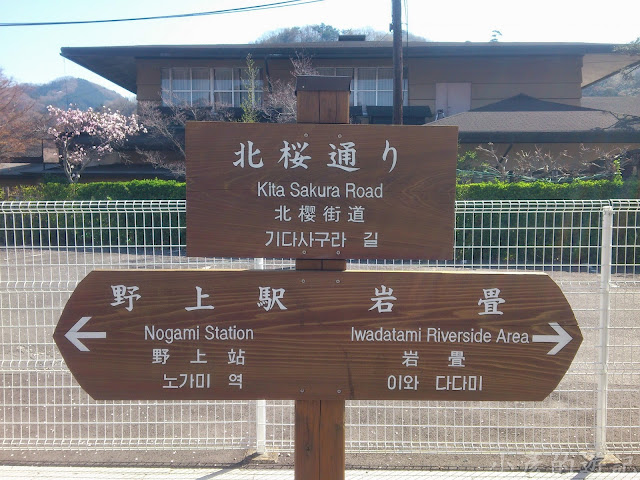 北桜通り
Kita Sakura Road
北樱街道
기다사구라 길
野上駅
Nogami Station
野上站
노가미 역
岩畳
Iwadatami Riverside Area
岩疊
이와 다다미